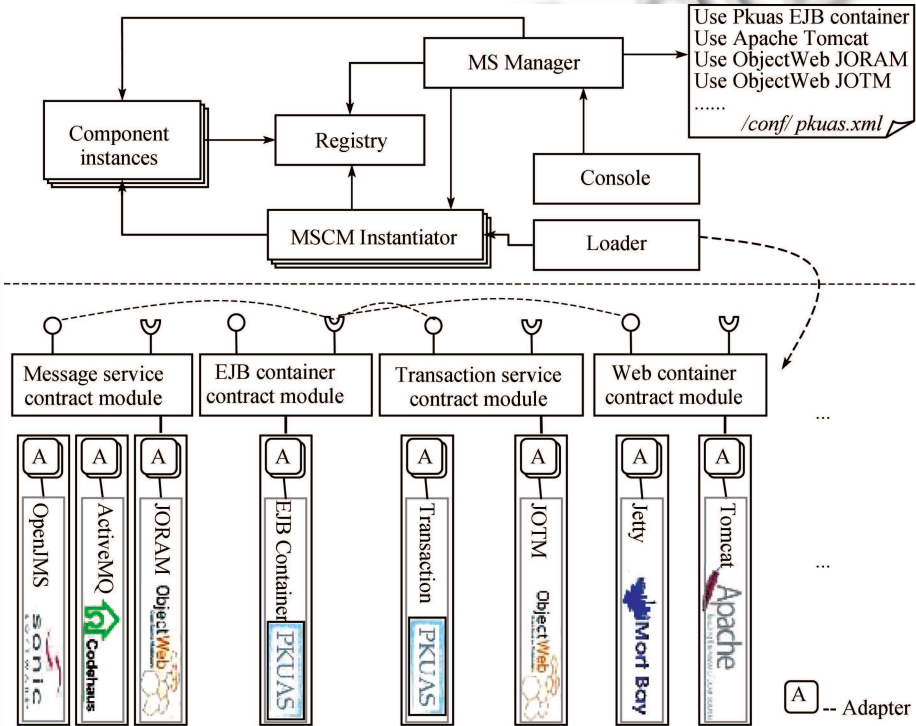 Use Pkuas EJB container
Use Apache Tomcat
Use ObjectWeb JORAM
Use ObjectWeb JOTM
......
/conf/ pkuas.xml
MS Manager
Component
instances
Registry
Console
MSCM Instantiator
Loader
Message service
contract module
EJB container
contract module
Transaction service
contract module
Web container
contract module
...
A
A
A
A
A
A
A
A
OpenJMS
ActiveMQ
JORAM
EJB Container
Transaction
JOTM
Jetty
Tomcat
...
sonic
Codehaus
ObjectWeb
PKUAS
PKUAS
ObjectWeb
Mort Bay
Apache
A -- Adapter